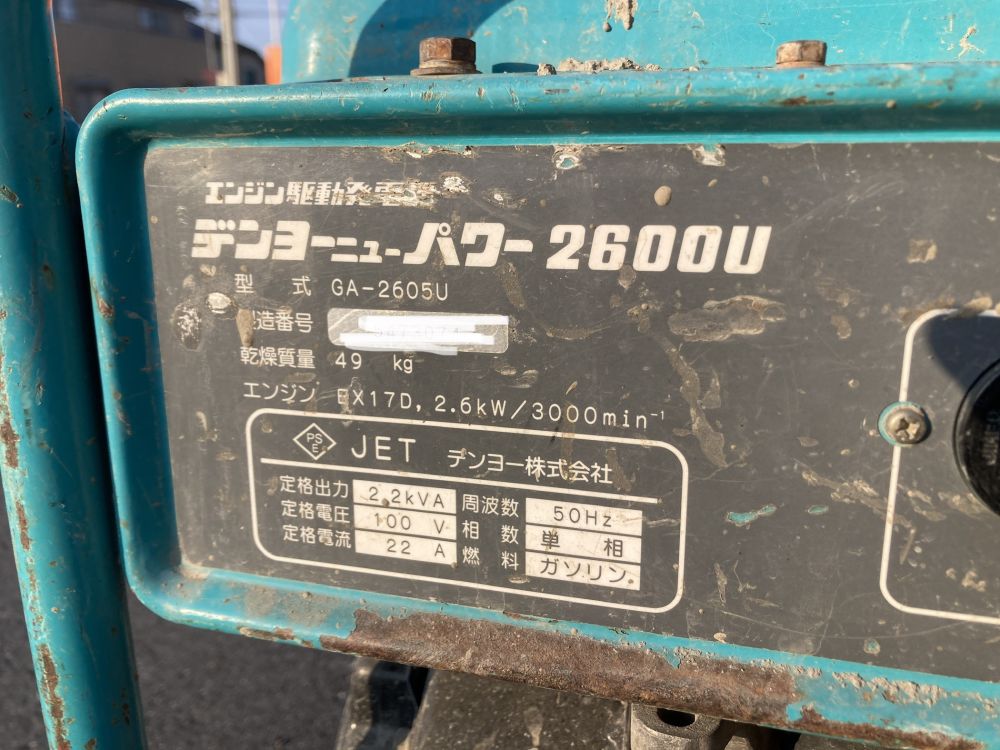 エンジン駆動発電機
デンヨーニューパワー 2600U
型 式 GA-2605U
製造番号
乾燥質量 49 kg
エンジン EX17D, 2.6kW/3000min⁻¹
PS
E JET デンヨー株式会社
定格出力 2.2kVA 周波数 50Hz
定格電圧 100 V 相 数 単 相
定格電流 22 A 燃 料 ガソリン